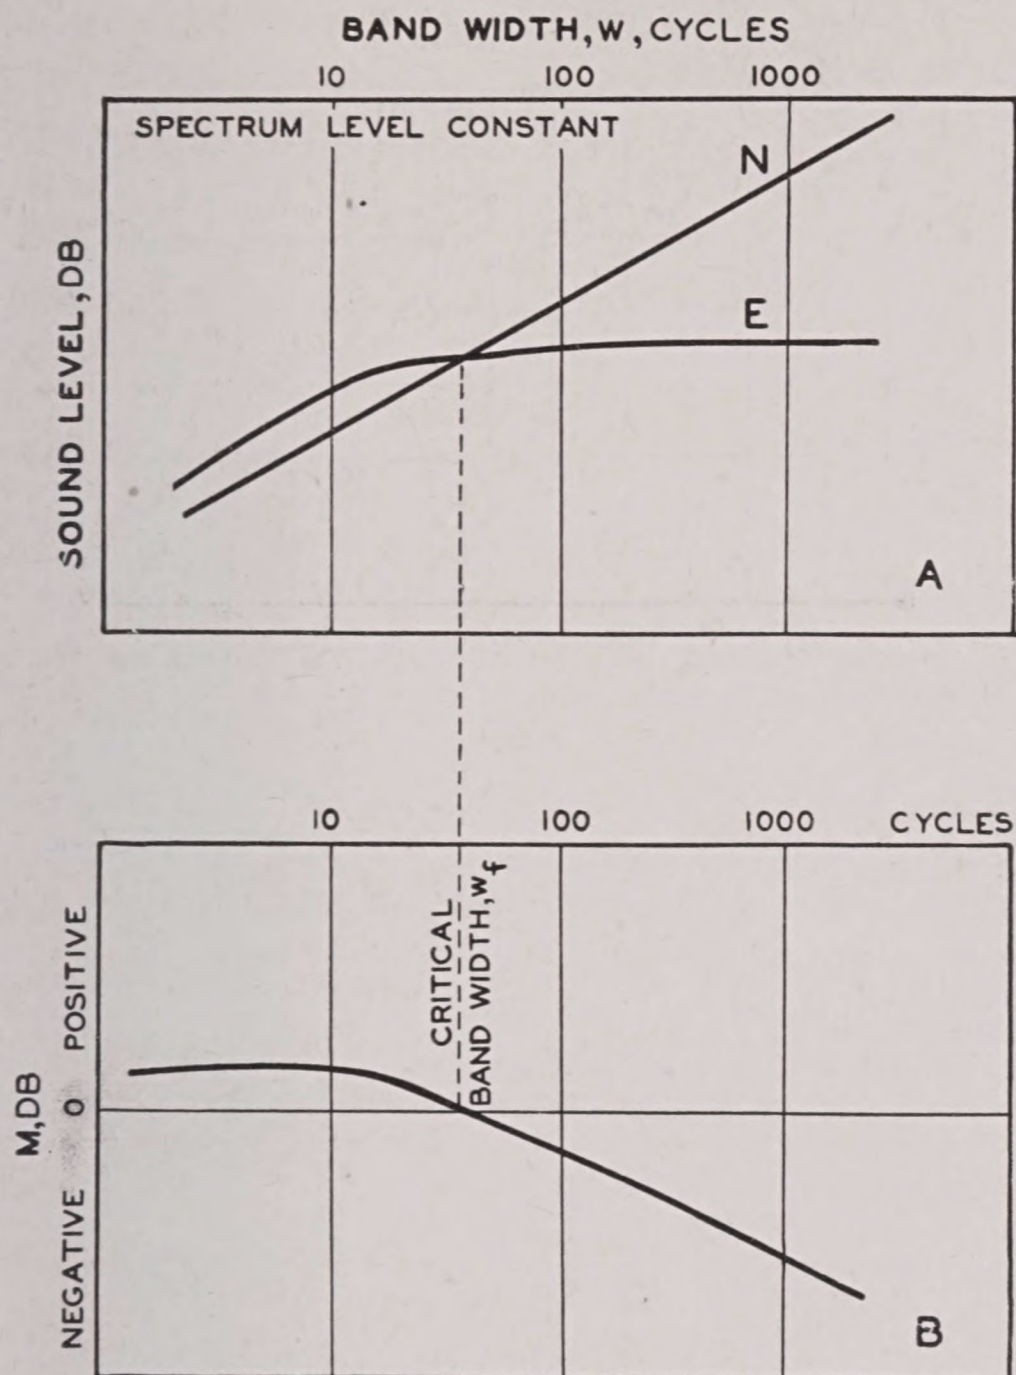 BAND WIDTH, W, CYCLES
10 100 1000
SPECTRUM LEVEL CONSTANT
N
E
SOUND LEVEL, DB
A
10 100 1000 CYCLES
CRITICAL
BAND WIDTH, wf
M, DB
NEGATIVE 0 POSITIVE
B